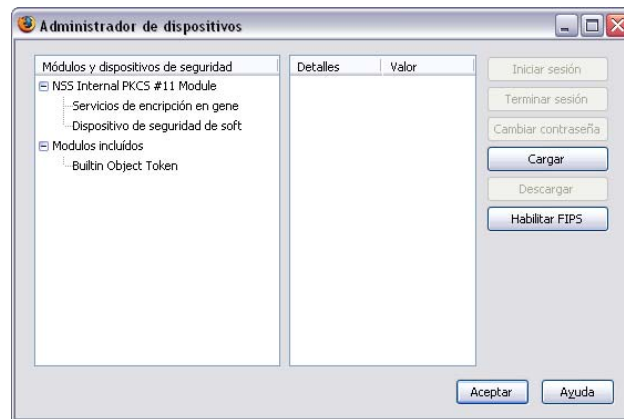 Administrador de dispositivos
Módulos y dispositivos de seguridad
Detalles
Valor
NSS Internal PKCS #11 Module
Servicios de encripción en gene
Dispositivo de seguridad de soft
Modulos incluídos
Builtin Object Token
Iniciar sesión
Terminar sesión
Cambiar contraseña
Cargar
Descargar
Habilitar FIPS
Aceptar
Ayuda